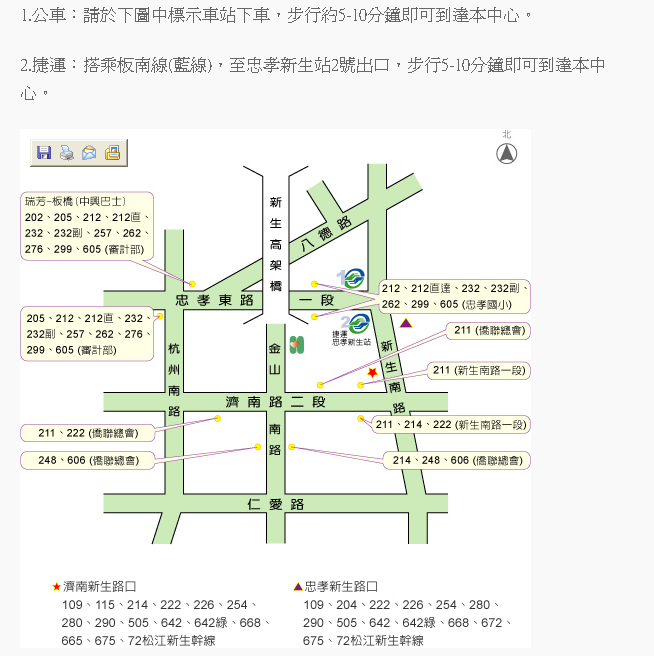 1.公車：請於下圖中標示車站下車，步行約5-10分鐘即可到達本中心。
2.捷運：搭乘板南線(藍線)，至忠孝新生站2號出口，步行5-10分鐘即可到達本中
心。
北
瑞芳-板橋(中興巴士)
202、205、212、212直、
232、232副、257、262、
276、299、605 (審計部)
新生高架橋
八德路
1
212、212直達、232、232副、
262、299、605 (忠孝國小)
忠孝東路
一段
205、212、212直、232、
232副、257、262、276、
299、605 (審計部)
2
捷運
忠孝新生站
211 (僑聯總會)
杭州南路
金山南路
新生南路
211 (新生南路一段)
濟南路二段
211、222 (僑聯總會)
211、214、222 (新生南路一段)
248、606 (僑聯總會)
214、248、606 (僑聯總會)
仁愛路
濟南新生路口
109、115、214、222、226、254、
280、290、505、642、642綠、668、
665、675、72松江新生幹線
忠孝新生路口
109、204、222、226、254、280、
290、505、642、642綠、668、672、
675、72松江新生幹線